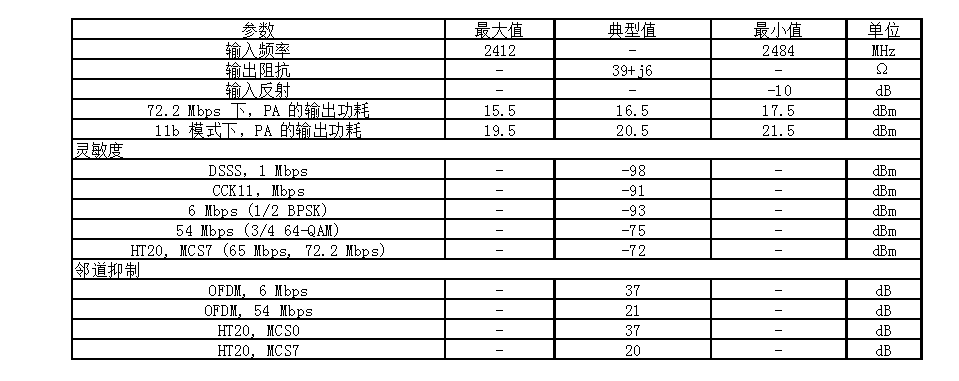 参数 最大值 典型值 最小值 单位
输入频率 2412 - 2484 MHz
输出阻抗 - 39+j6 - Ω
输入反射 - - -10 dB
72.2 Mbps 下, PA 的输出功耗 15.5 16.5 17.5 dBm
11b 模式下, PA 的输出功耗 19.5 20.5 21.5 dBm
灵敏度
DSSS, 1 Mbps - -98 - dBm
CCK11, Mbps - -91 - dBm
6 Mbps (1/2 BPSK) - -93 - dBm
54 Mbps (3/4 64-QAM) - -75 - dBm
HT20, MCS7 (65 Mbps, 72.2 Mbps) - -72 - dBm
邻道抑制
OFDM, 6 Mbps - 37 - dB
OFDM, 54 Mbps - 21 - dB
HT20, MCS0 - 37 - dB
HT20, MCS7 - 20 - dB